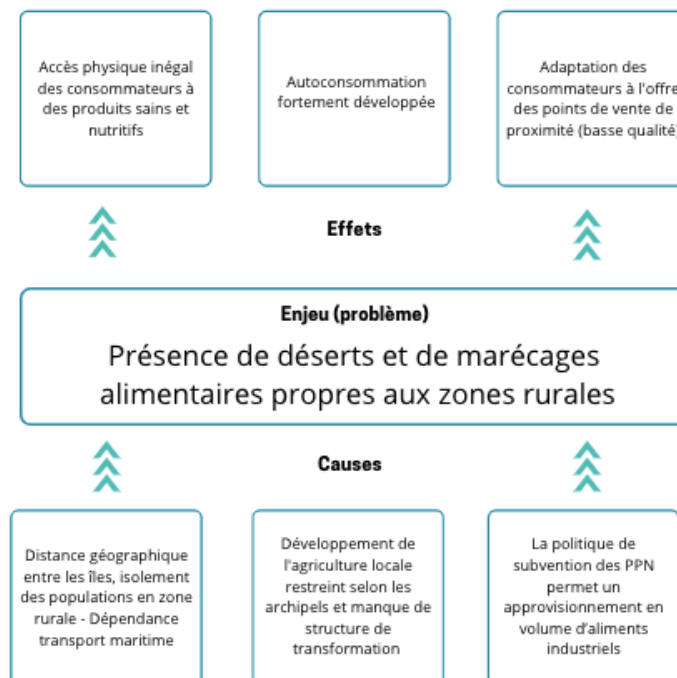 Accès physique inégal
des consommateurs à
des produits sains et
nutritifs
Autoconsommation
fortement développée
Adaptation des
consommateurs à l'offre
des points de vente de
proximité (basse qualité)
Effets
Enjeu (problème)
Présence de déserts et de marécages
alimentaires propres aux zones rurales
Causes
Distance géographique
entre les îles, isolement
des populations en zone
rurale - Dépendance
transport maritime
Développement de
l'agriculture locale
restreint selon les
archipels et manque de
structure de
transformation
La politique de
subvention des PPN
permet un
approvisionnement en
volume d'aliments
industriels